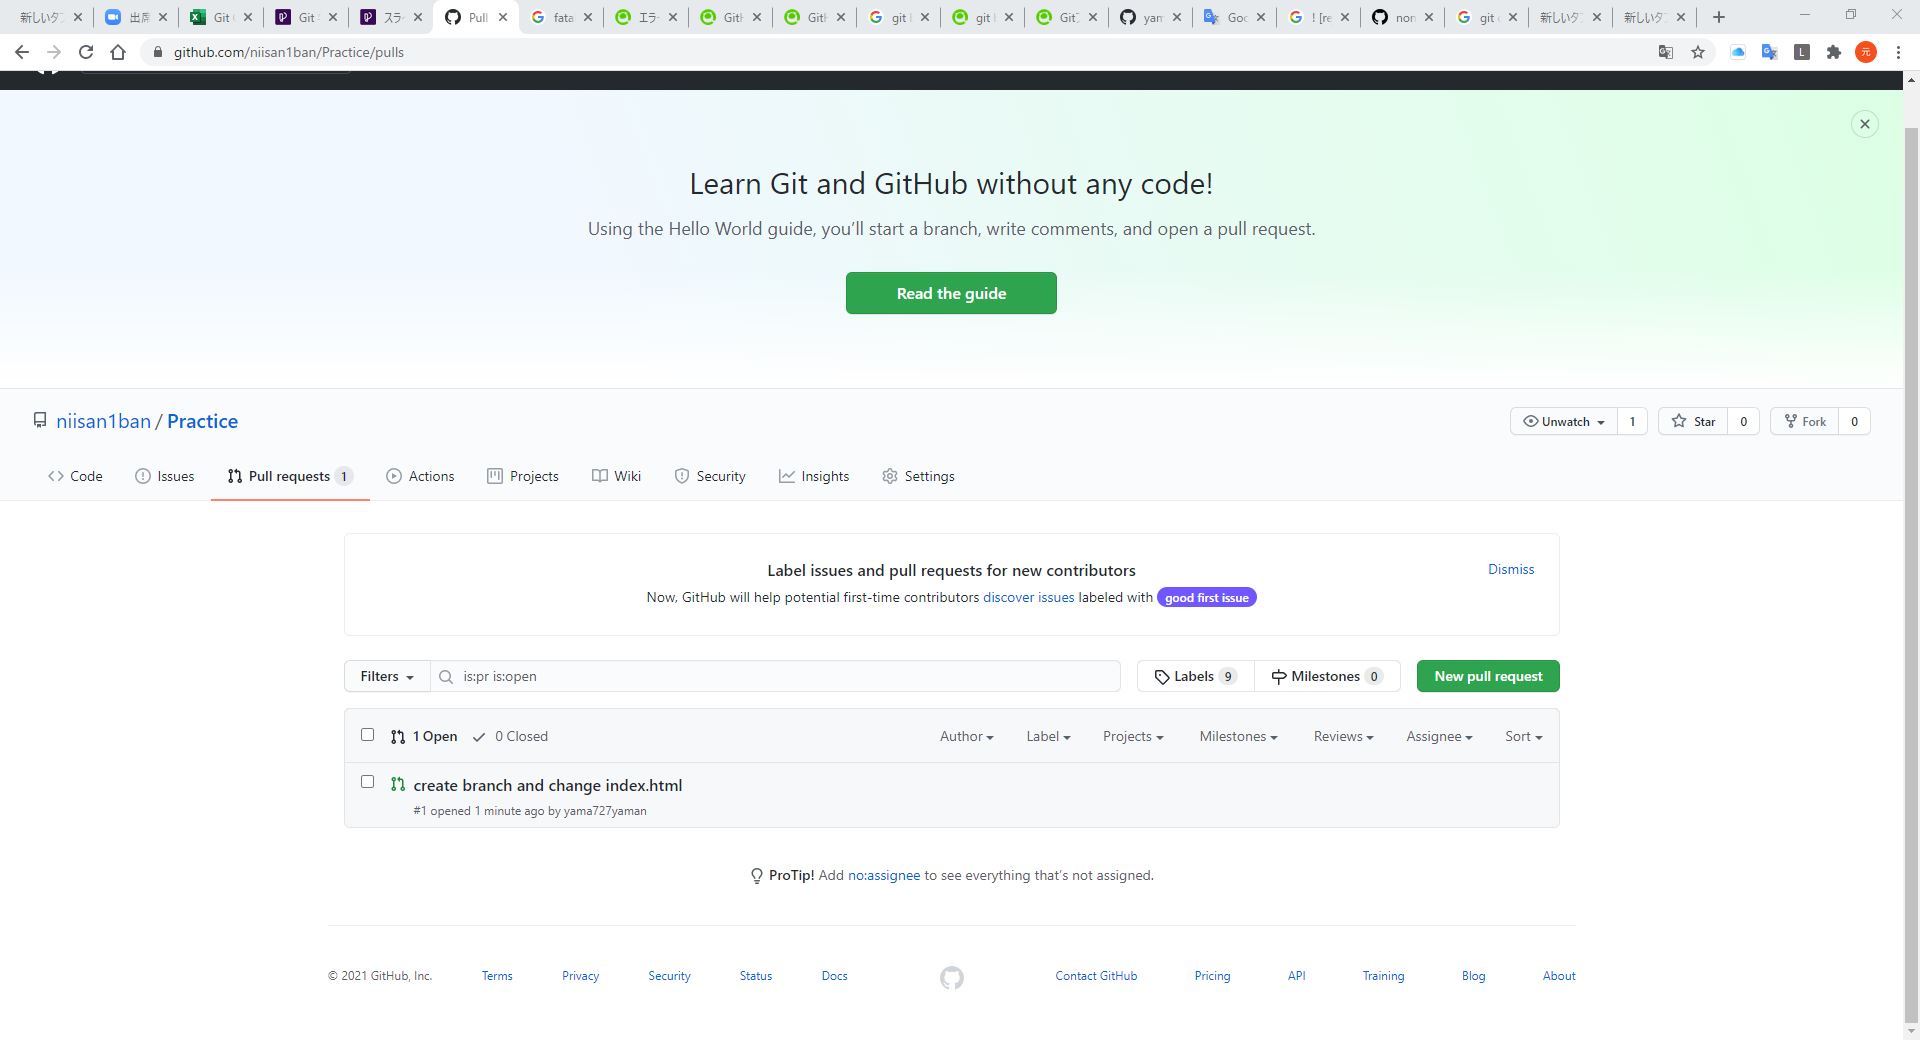 新しいタブ 出席 Git Git スラ Pull fata エラー GitH GitH git git Git yam Goo ! [re non git 新しいタブ 新しいタブ
github.com/niisan1ban/Practice/pulls L 元
Learn Git and GitHub without any code!
Using the Hello World guide, you’ll start a branch, write comments, and open a pull request.
Read the guide
niisan1ban / Practice Unwatch 1 Star 0 Fork 0
Code Issues Pull requests 1 Actions Projects Wiki Security Insights Settings
Label issues and pull requests for new contributors Dismiss
Now, GitHub will help potential first-time contributors discover issues labeled with good first issue
Filters is:pr is:open Labels 9 Milestones 0 New pull request
1 Open 0 Closed Author Label Projects Milestones Reviews Assignee Sort
create branch and change index.html
#1 opened 1 minute ago by yama727yaman
ProTip! Add no:assignee to see everything that’s not assigned.
© 2021 GitHub, Inc. Terms Privacy Security Status Docs Contact GitHub Pricing API Training Blog About